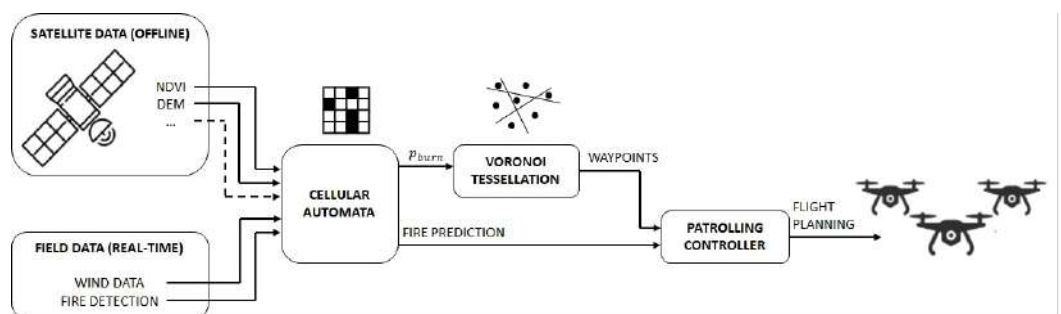 SATELLITE DATA (OFFLINE)
NDVI
DEM
...
FIELD DATA (REAL-TIME)
WIND DATA
FIRE DETECTION
CELLULAR
AUTOMATA
p_burn
FIRE PREDICTION
VORONOI
TESSELLATION
WAYPOINTS
PATROLLING
CONTROLLER
FLIGHT
PLANNING